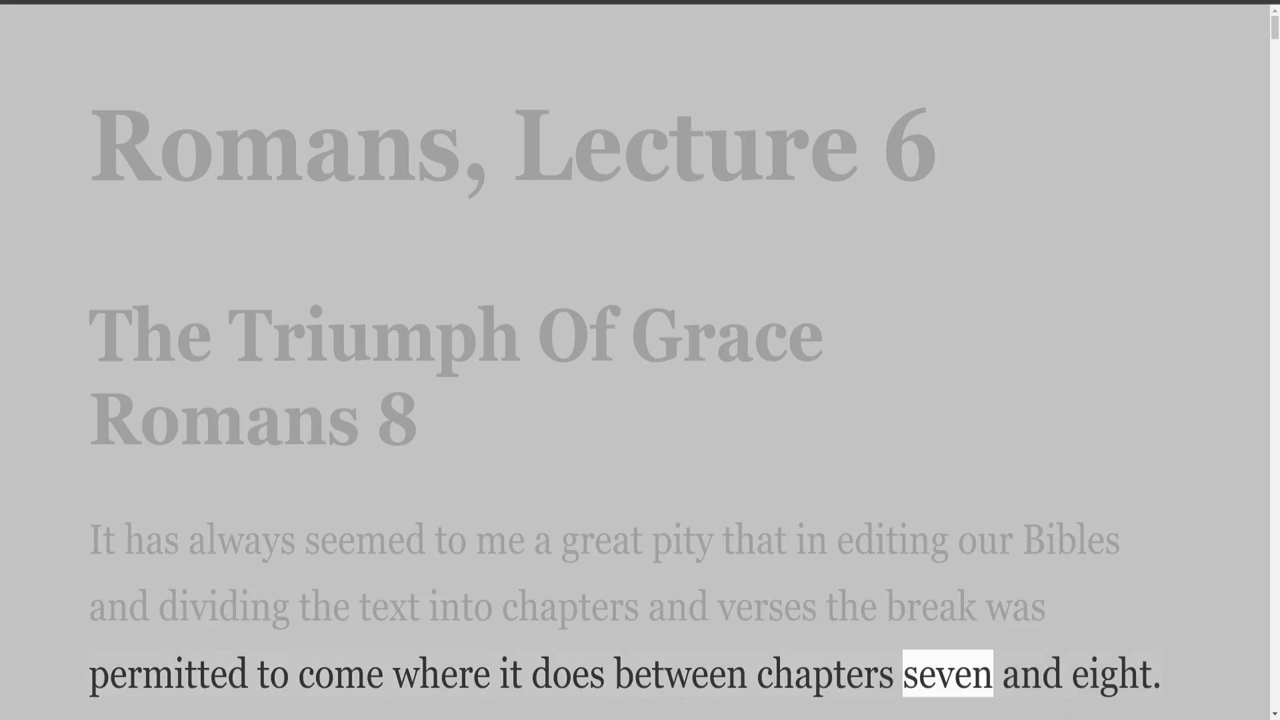 Romans, Lecture 6
The Triumph Of Grace
Romans 8
It has always seemed to me a great pity that in editing our Bibles
and dividing the text into chapters and verses the break was
permitted to come where it does between chapters seven and eight.